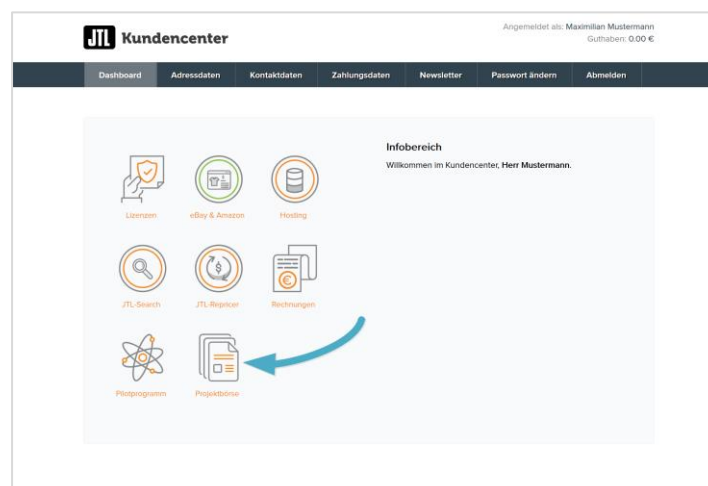 JTL Kundencenter
Angemeldet als: Maximilian Mustermann
Guthaben: 0.00 €
Dashboard Adressdaten Kontaktdaten Zahlungsdaten Newsletter Passwort ändern Abmelden
Infobereich
Willkommen im Kundencenter, Herr Mustermann.
Lizenzen eBay & Amazon Hosting
JTL-Search JTL-Repricer Rechnungen
Pilotprogramm Projektbörse